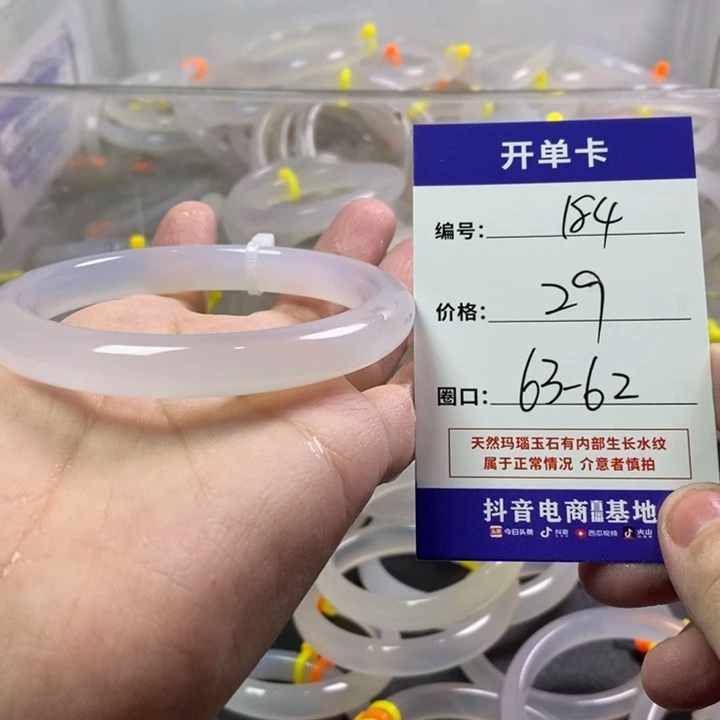 开单卡
编号: 184
价格: 29
圈口: 63-62
天然玛瑙玉石有内部生长水纹
属于正常情况 介意者慎拍
抖音电商直播基地
今日头条 抖音 西瓜视频 火山